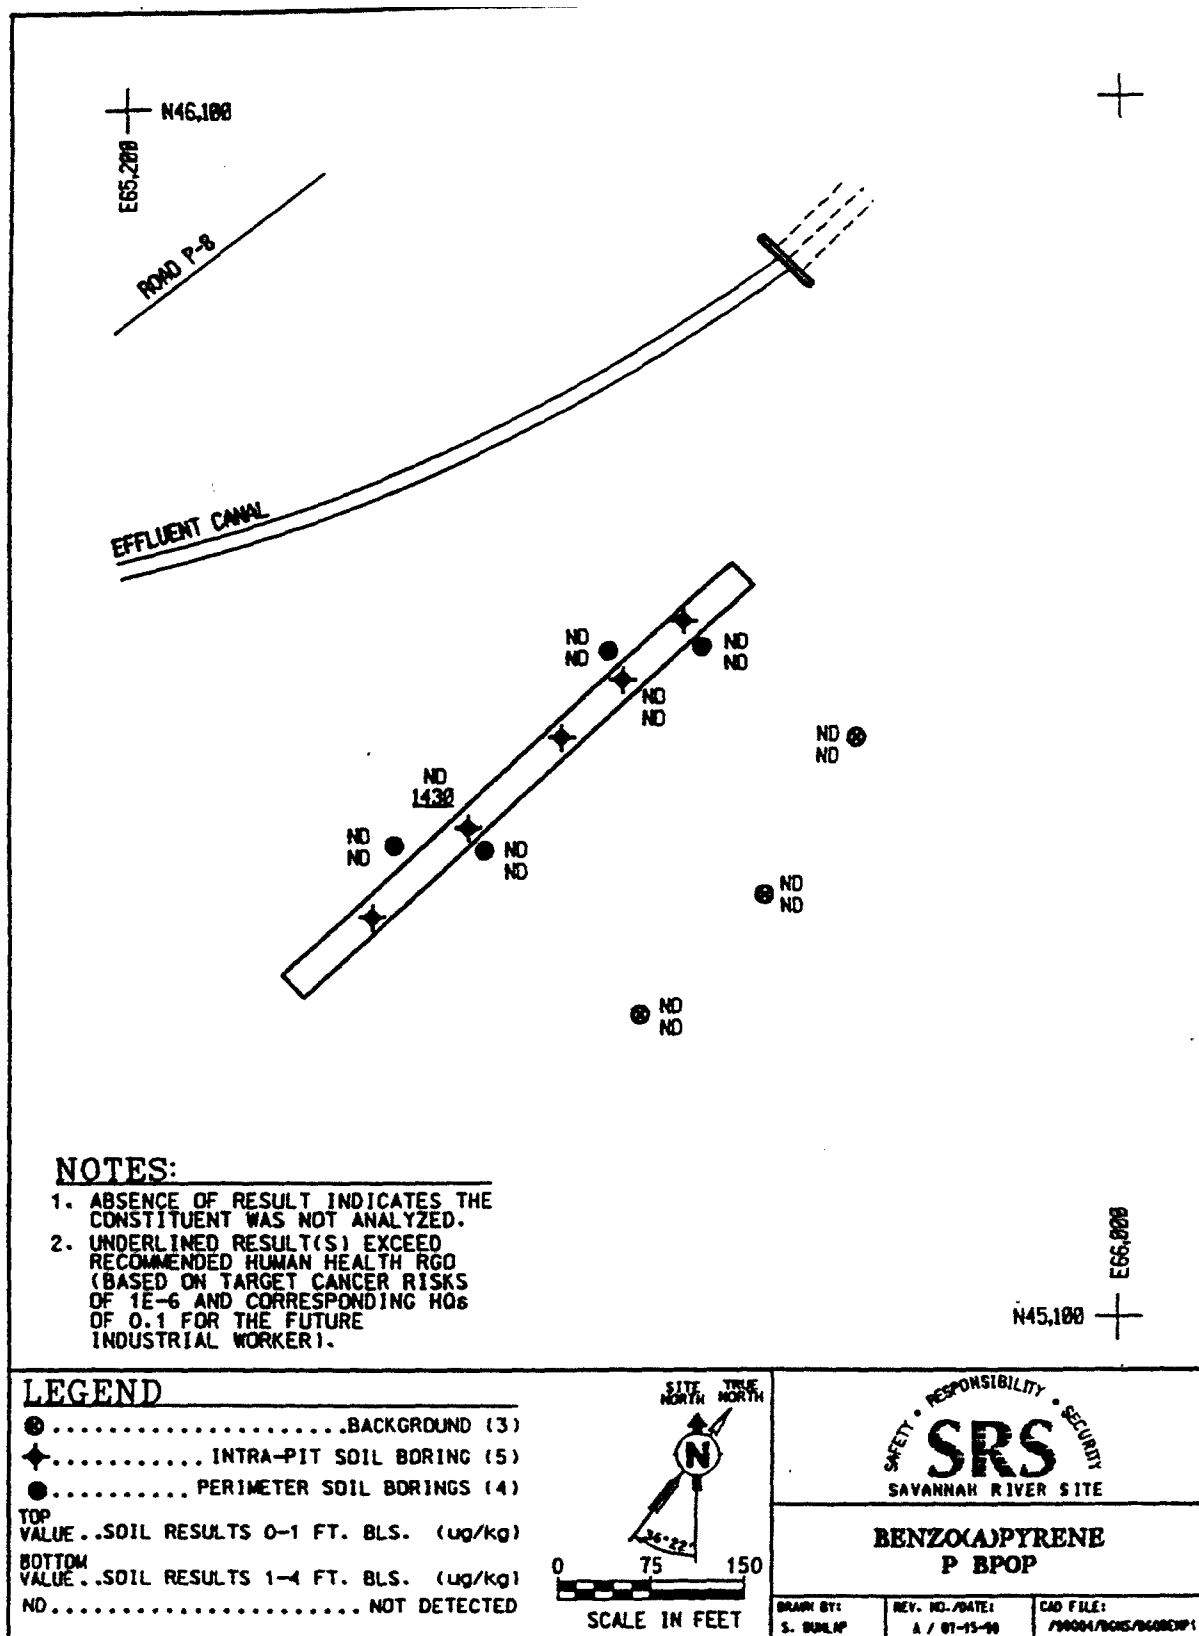 N46,100
E65,200
ROAD P-8
EFFLUENT CANAL
ND
ND
ND
ND
ND
ND
ND
ND
ND
1430
ND
ND
ND
ND
ND
ND
ND
ND
NOTES:
1. ABSENCE OF RESULT INDICATES THE
CONSTITUENT WAS NOT ANALYZED.
2. UNDERLINED RESULT(S) EXCEED
RECOMMENDED HUMAN HEALTH RGO
(BASED ON TARGET CANCER RISKS
OF 1E-6 AND CORRESPONDING HQs
OF 0.1 FOR THE FUTURE
INDUSTRIAL WORKER).
E66,000
N45,100
LEGEND
BACKGROUND (3)
INTRA-PIT SOIL BORING (5)
PERIMETER SOIL BORINGS (4)
TOP
VALUE..SOIL RESULTS 0-1 FT. BLS. (ug/kg)
BOTTOM
VALUE..SOIL RESULTS 1-4 FT. BLS. (ug/kg)
ND...................... NOT DETECTED
SITE NORTH
TRUE NORTH
N
36°22'
0 75 150
SCALE IN FEET
SAFETY • RESPONSIBILITY • SECURITY
SRS
SAVANNAH RIVER SITE
BENZO(A)PYRENE
P BPOP
DRAWN BY:
S. DUNLAP
REV. NO./DATE:
A / 07-15-98
CAD FILE: